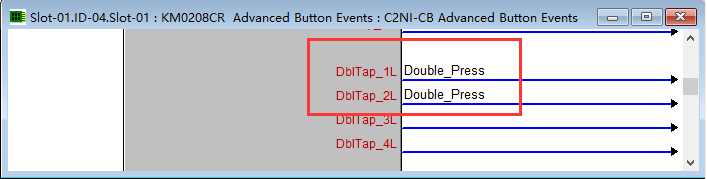 Slot-01.ID-04.Slot-01 : KM0208CR  Advanced Button Events : C2NI-CB Advanced Button Events
DblTap_1L Double_Press
DblTap_2L Double_Press
DblTap_3L
DblTap_4L